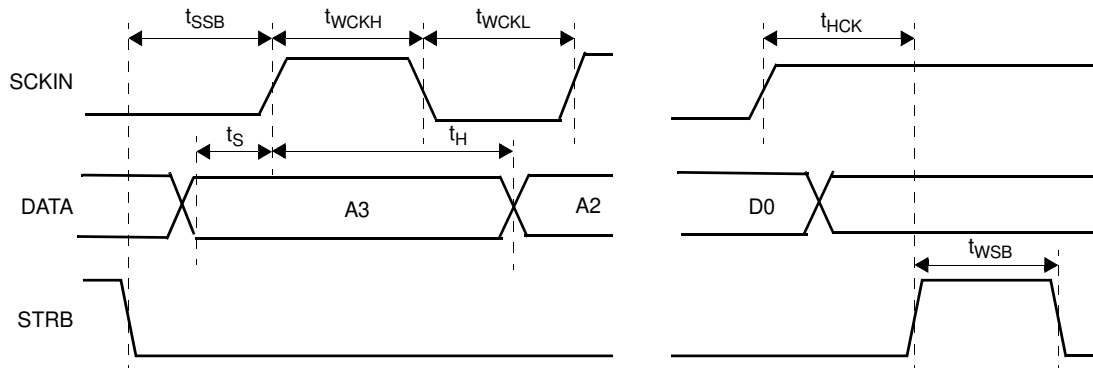 tSSB tWCKH tWCKL tHCK
SCKIN
tS tH
DATA A3 A2 D0
tWSB
STRB